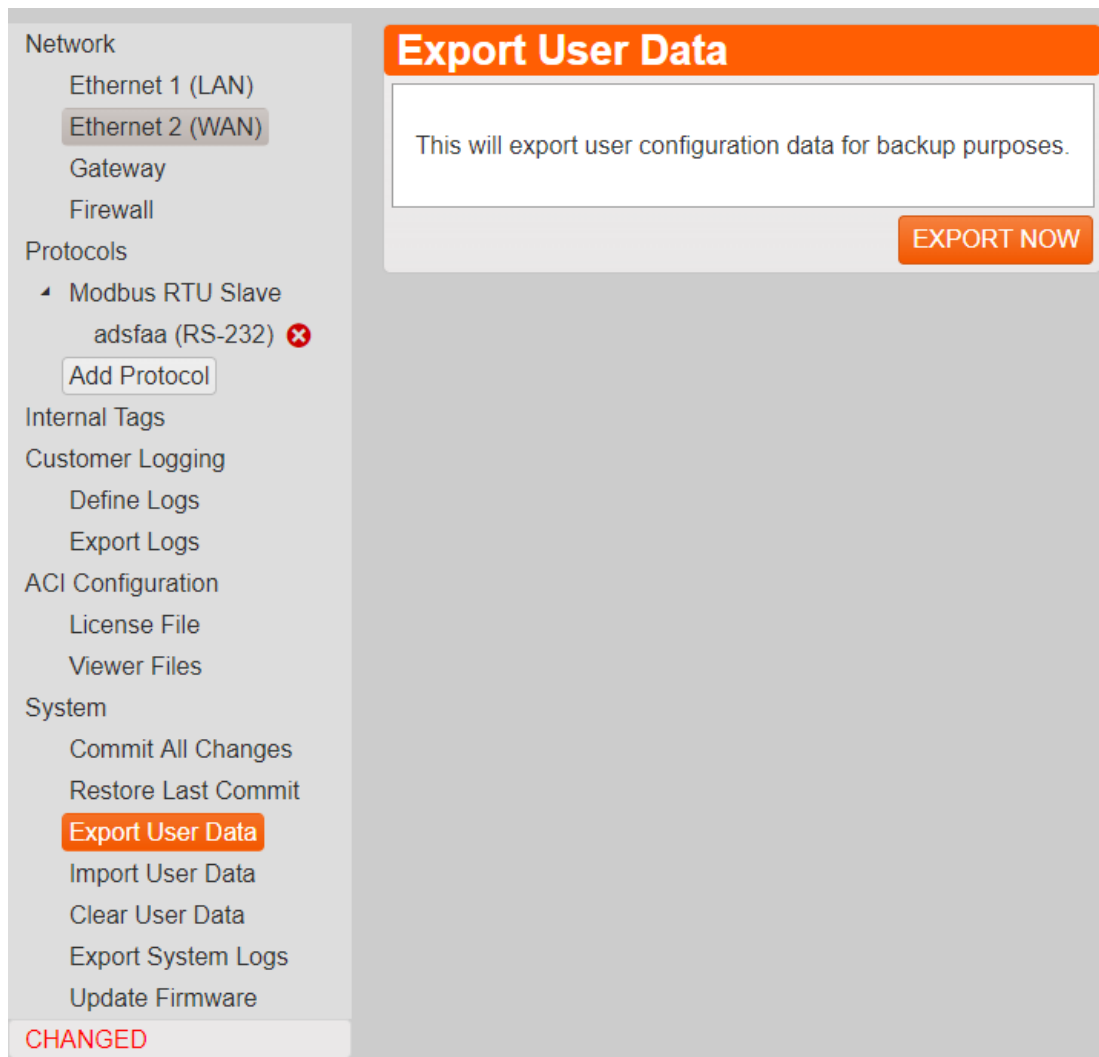 Network
Ethernet 1 (LAN)
Ethernet 2 (WAN)
Gateway
Firewall
Protocols
Modbus RTU Slave
adsfaa (RS-232)
Add Protocol
Internal Tags
Customer Logging
Define Logs
Export Logs
ACI Configuration
License File
Viewer Files
System
Commit All Changes
Restore Last Commit
Export User Data
Import User Data
Clear User Data
Export System Logs
Update Firmware
CHANGED
Export User Data
This will export user configuration data for backup purposes.
EXPORT NOW